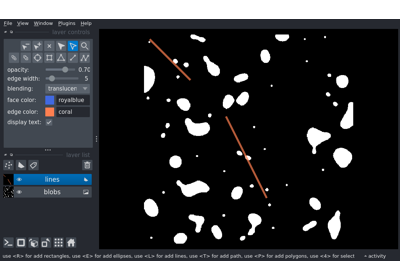 File View Window Plugins Help
layer controls
opacity: 0.70
edge width: 5
blending: translucen
face color: royalblue
edge color: coral
display text:
layer list
lines
blobs
use <R> for add rectangles, use <E> for add ellipses, use <L> for add lines, use <T> for add path, use <P> for add polygons, use <4> for select activity